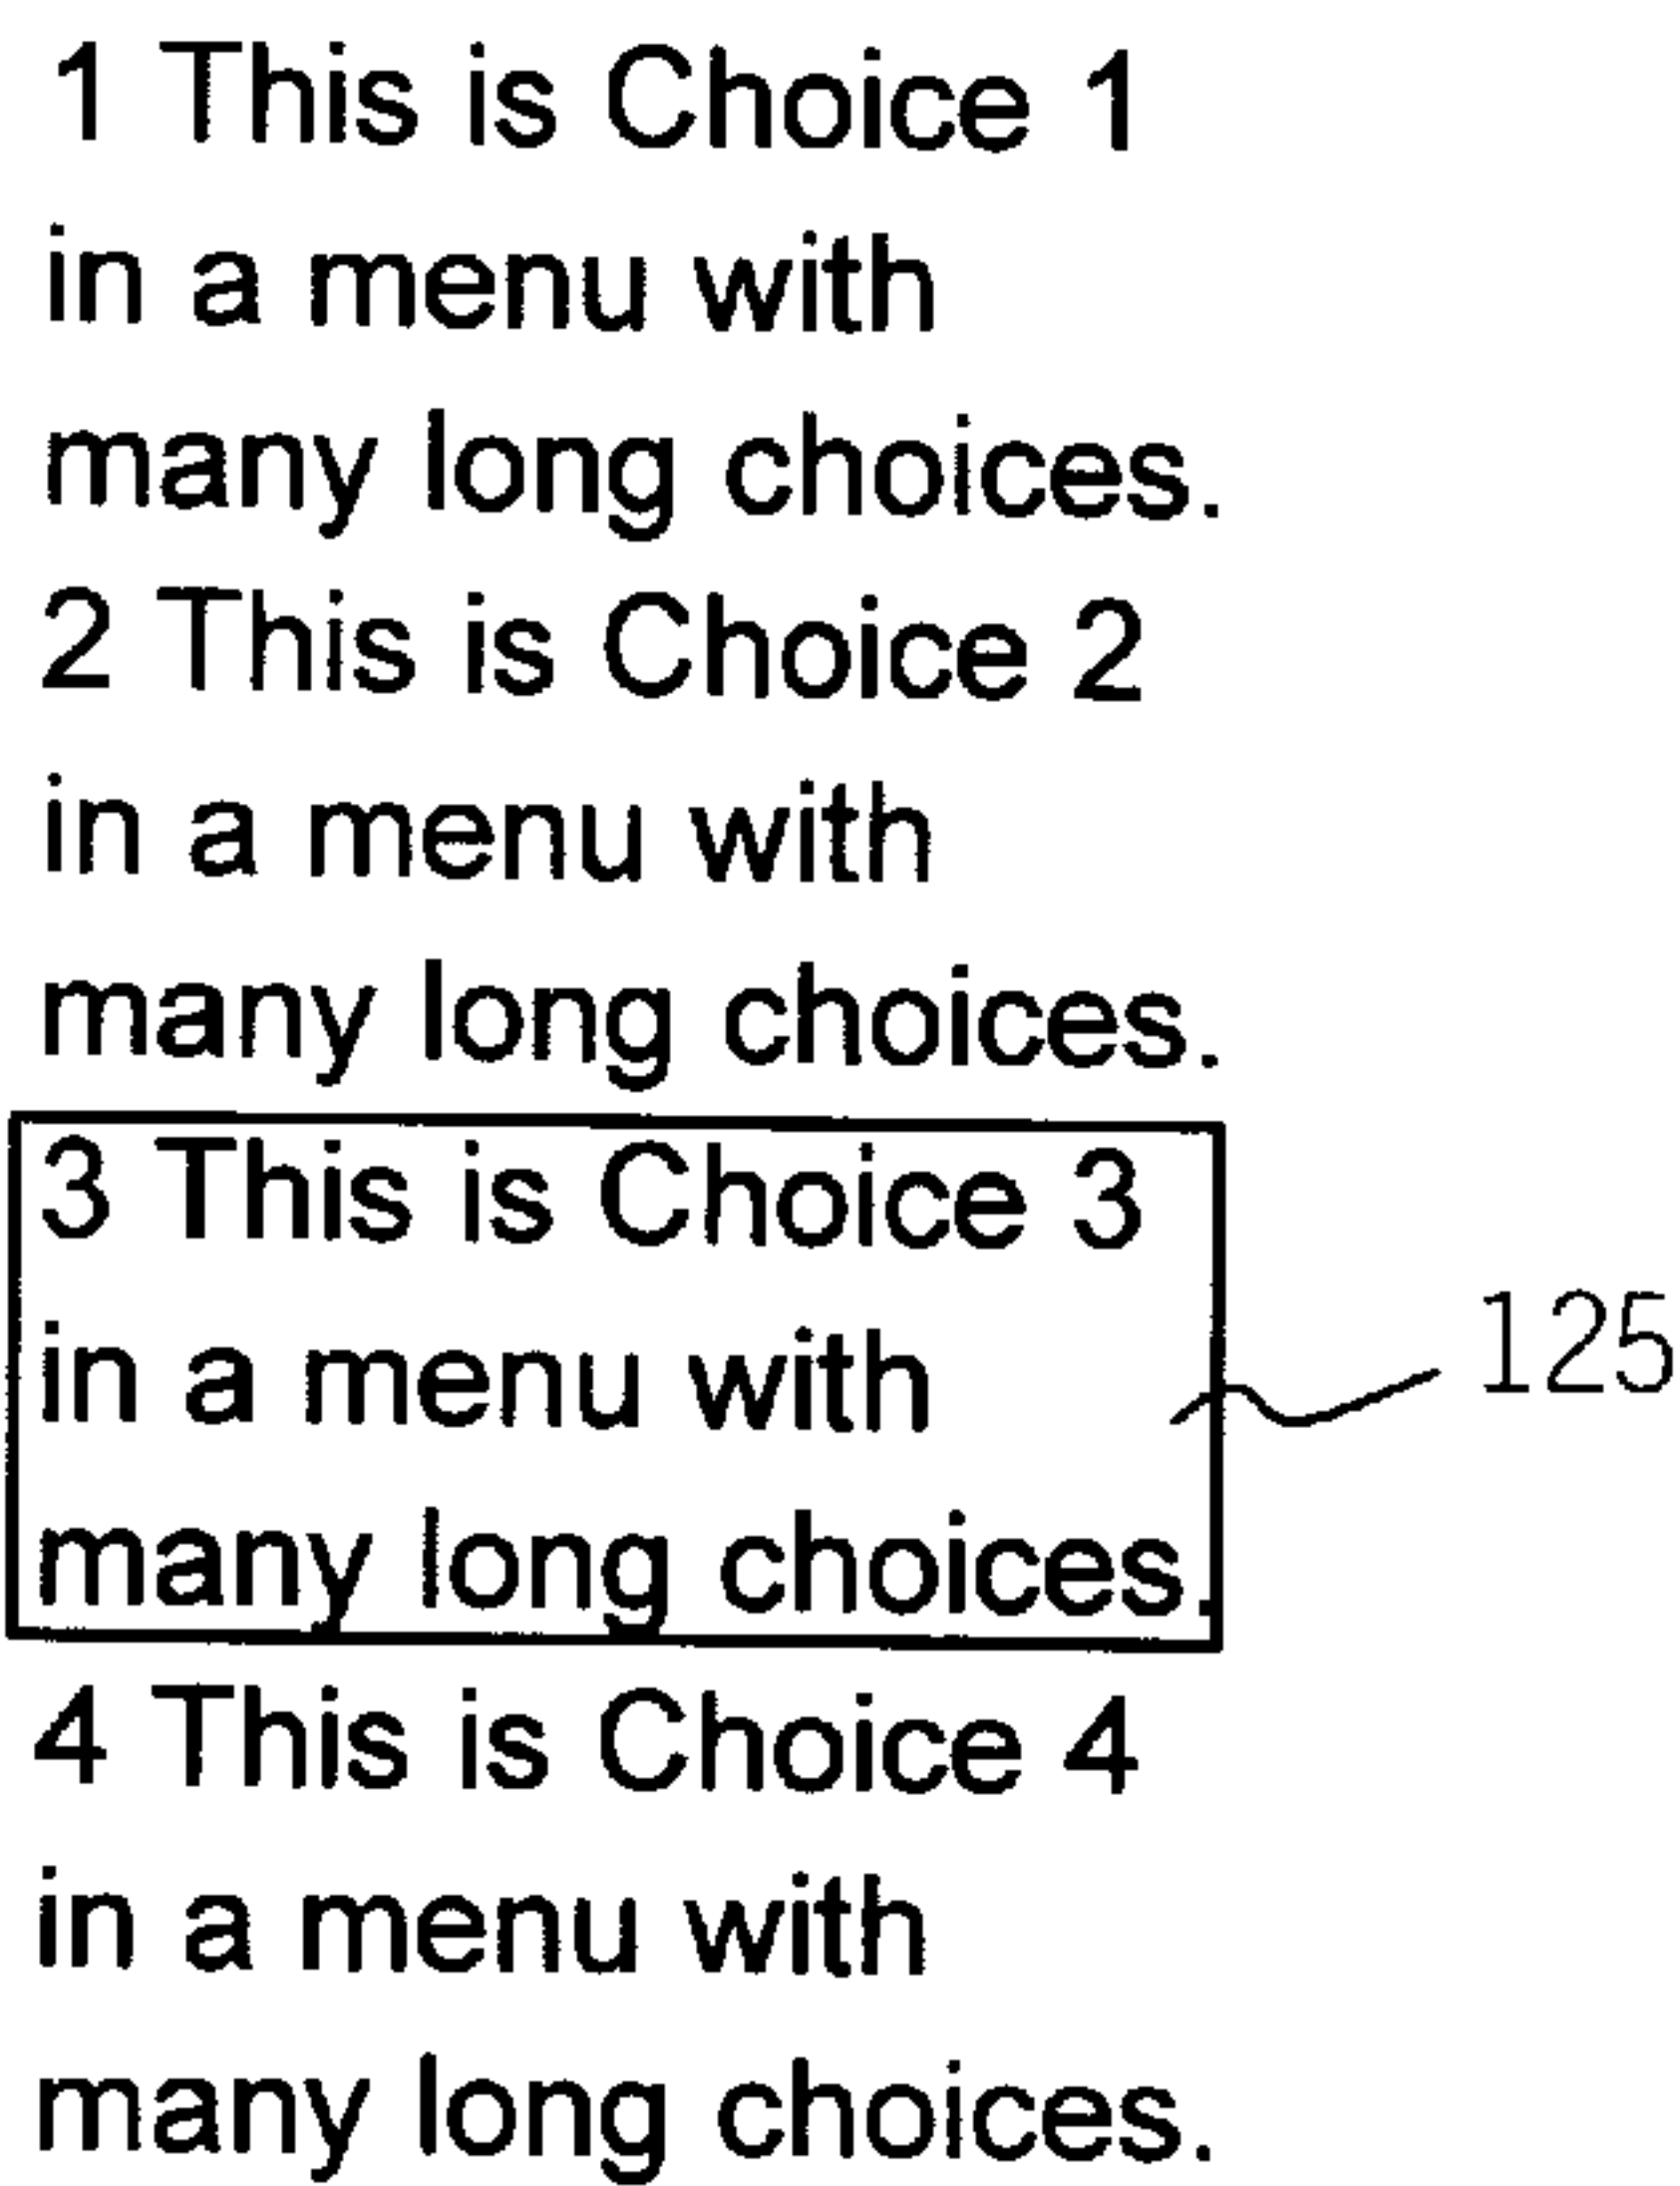 1 This is Choice 1
in a menu with
many long choices.
2 This is Choice 2
in a menu with
many long choices.
3 This is Choice 3
in a menu with
many long choices.
125
4 This is Choice 4
in a menu with
many long choices.